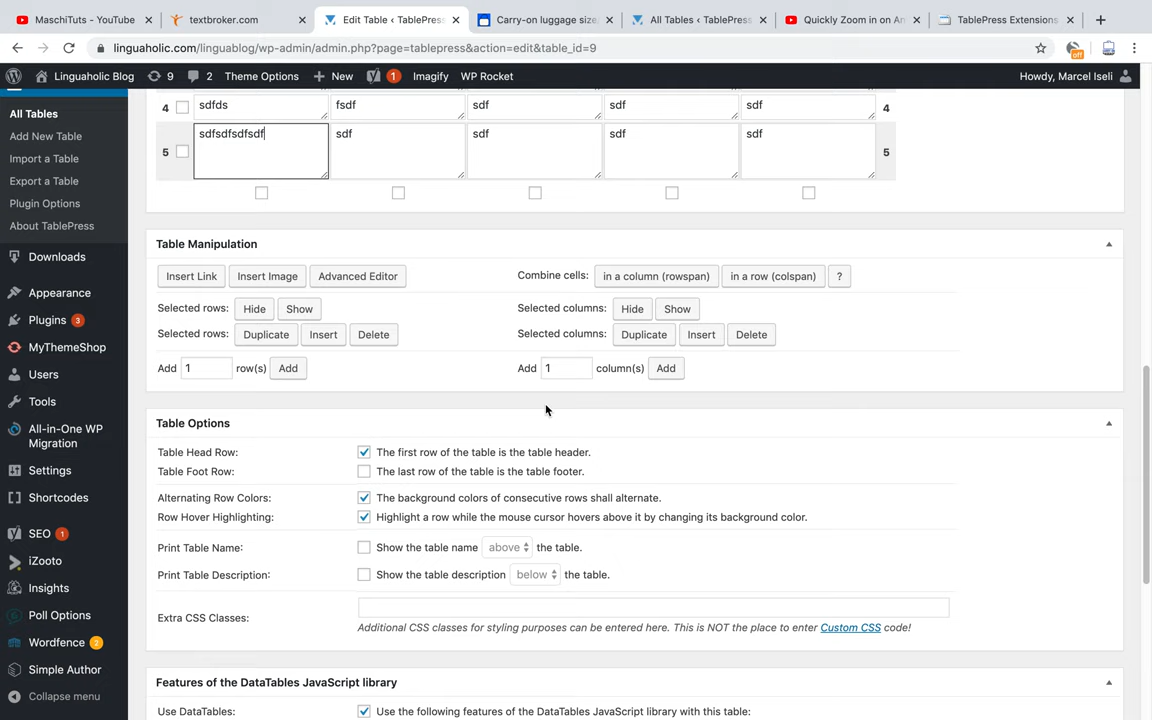 MaschiTuts - YouTube
textbroker.com
Edit Table ‹ TablePress
Carry-on luggage size
All Tables ‹ TablePress
Quickly Zoom in on An
TablePress Extensions
linguaholic.com/linguablog/wp-admin/admin.php?page=tablepress&action=edit&table_id=9
off
Linguaholic Blog 9 2 Theme Options + New 1 Imagify WP Rocket Howdy, Marcel Iseli
All Tables
Add New Table
Import a Table
Export a Table
Plugin Options
About TablePress
Downloads
Appearance
Plugins 3
MyThemeShop
Users
Tools
All-in-One WP
Migration
Settings
Shortcodes
SEO 1
iZooto
Insights
Poll Options
Wordfence 2
Simple Author
Collapse menu
4 sdfds fsdf sdf sdf sdf 4
5 sdfsdfsdfsdf sdf sdf sdf sdf 5
Table Manipulation
Insert Link Insert Image Advanced Editor Combine cells: in a column (rowspan) in a row (colspan) ?
Selected rows: Hide Show Selected columns: Hide Show
Selected rows: Duplicate Insert Delete Selected columns: Duplicate Insert Delete
Add 1 row(s) Add Add 1 column(s) Add
Table Options
Table Head Row: The first row of the table is the table header.
Table Foot Row: The last row of the table is the table footer.
Alternating Row Colors: The background colors of consecutive rows shall alternate.
Row Hover Highlighting: Highlight a row while the mouse cursor hovers above it by changing its background color.
Print Table Name: Show the table name above the table.
Print Table Description: Show the table description below the table.
Extra CSS Classes:
Additional CSS classes for styling purposes can be entered here. This is NOT the place to enter Custom CSS code!
Features of the DataTables JavaScript library
Use DataTables: Use the following features of the DataTables JavaScript library with this table: